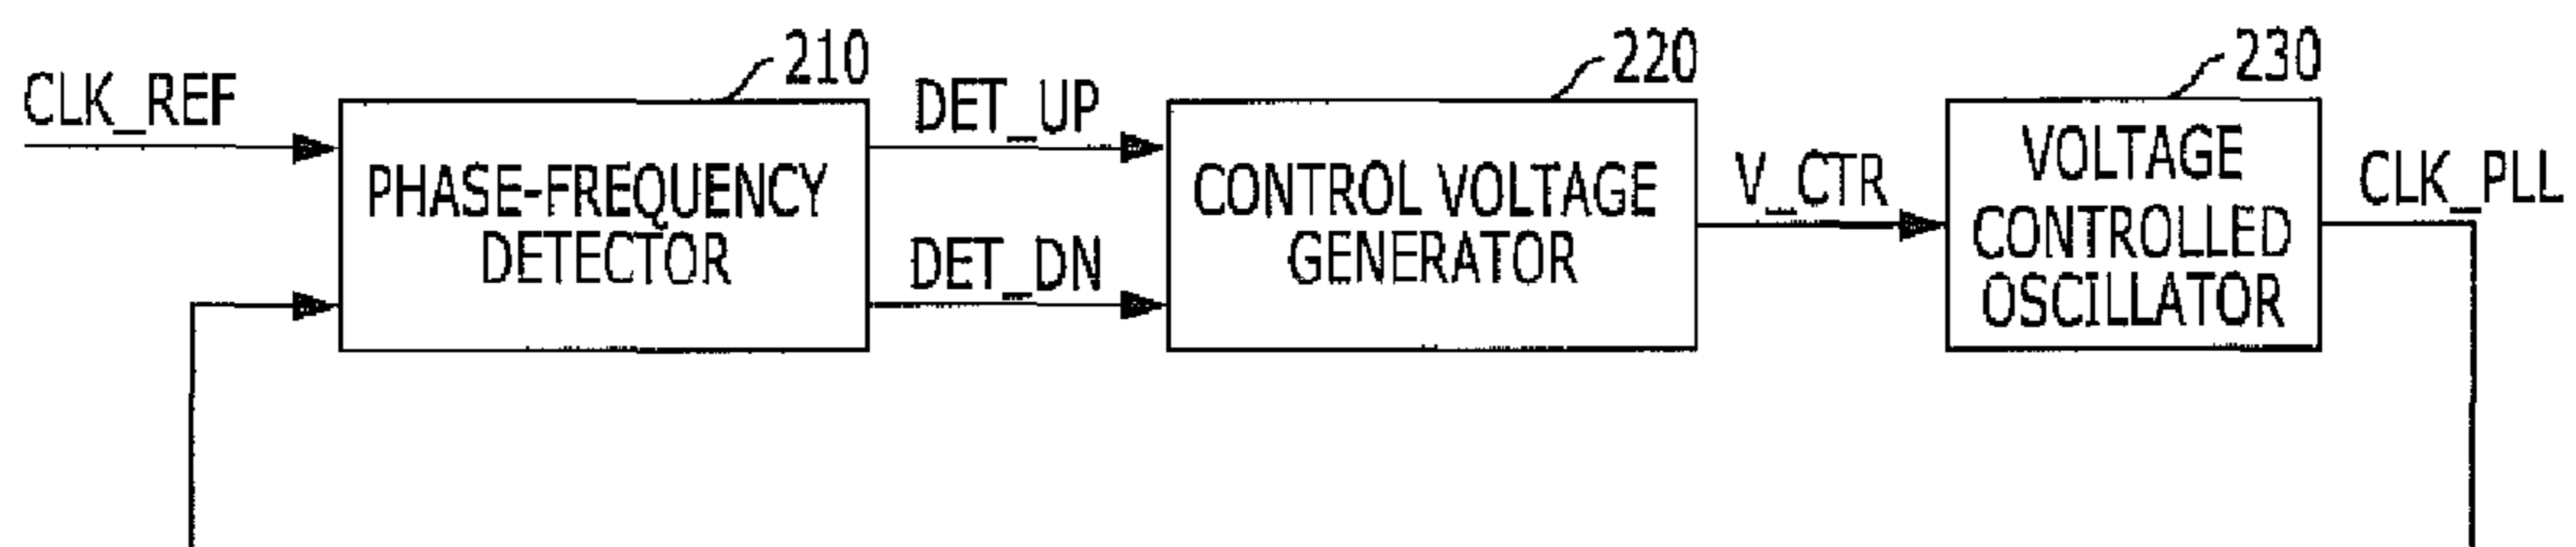 210
220
230
CLK_REF
DET_UP
PHASE-FREQUENCY
DETECTOR
DET_DN
CONTROL VOLTAGE
GENERATOR
V_CTR
VOLTAGE
CONTROLLED
OSCILLATOR
CLK_PLL